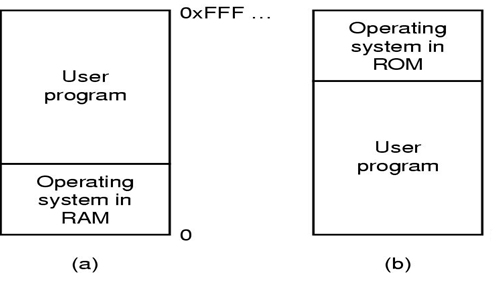 0xFFF ...
User
program
Operating
system in
RAM
0
(a)
Operating
system in
ROM
User
program
(b)